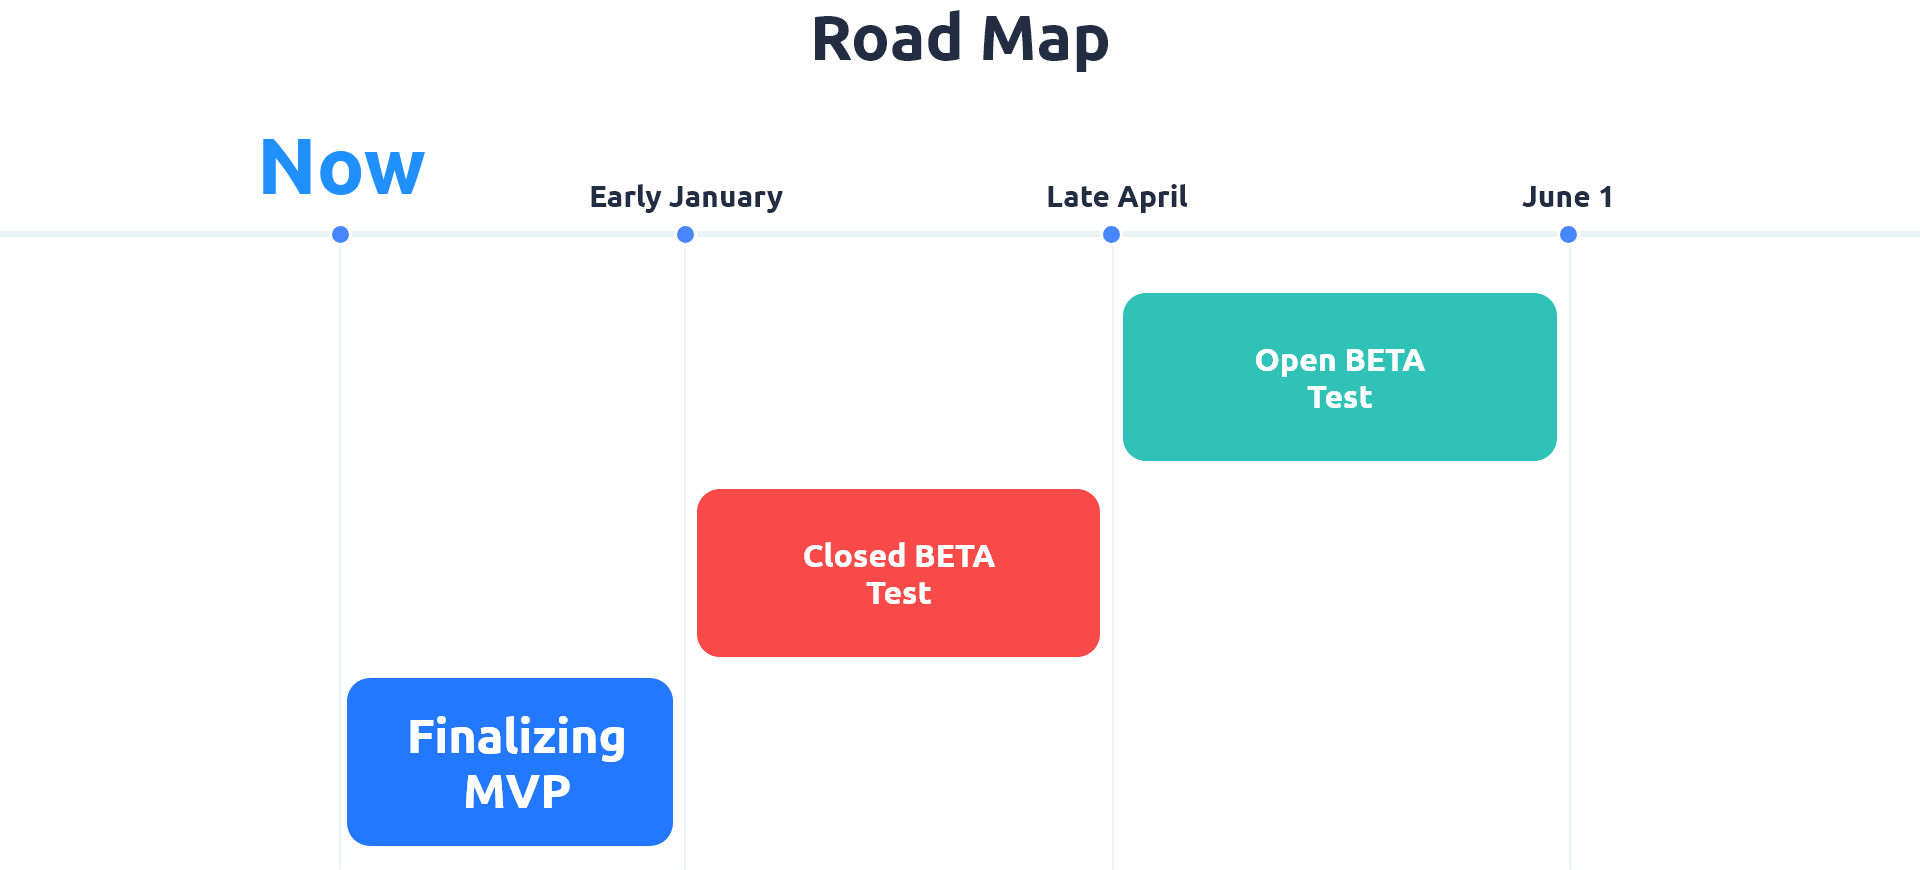 Road Map
Now
Early January
Late April
June 1
Open BETA
Test
Closed BETA
Test
Finalizing
MVP